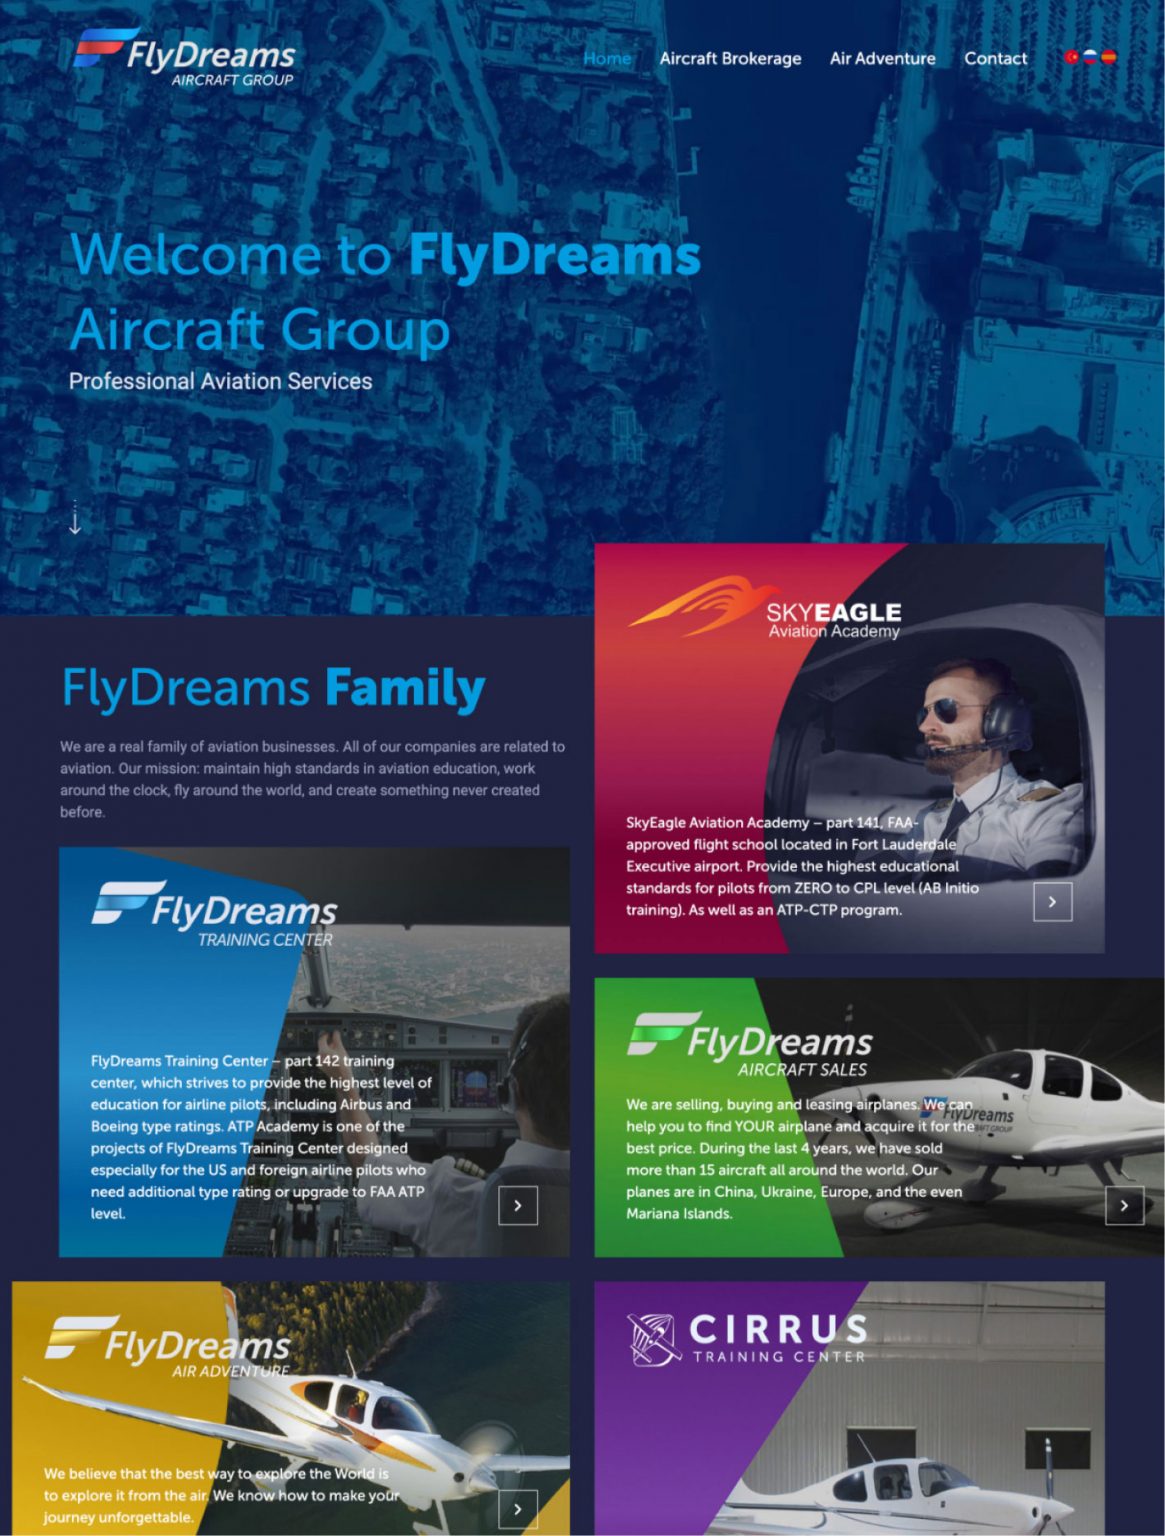 FlyDreams
AIRCRAFT GROUP
Home Aircraft Brokerage Air Adventure Contact
Welcome to FlyDreams
Aircraft Group
Professional Aviation Services
SKYEAGLE
Aviation Academy
SkyEagle Aviation Academy – part 141, FAA-
approved flight school located in Fort Lauderdale
Executive airport. Provide the highest educational
standards for pilots from ZERO to CPL level (AB Initio
training). As well as an ATP-CTP program.
FlyDreams Family
We are a real family of aviation businesses. All of our companies are related to
aviation. Our mission: maintain high standards in aviation education, work
around the clock, fly around the world, and create something never created
before.
FlyDreams
TRAINING CENTER
FlyDreams Training Center – part 142 training
center, which strives to provide the highest level of
education for airline pilots, including Airbus and
Boeing type ratings. ATP Academy is one of the
projects of FlyDreams Training Center designed
especially for the US and foreign airline pilots who
need additional type rating or upgrade to FAA ATP
level.
FlyDreams
AIRCRAFT SALES
We are selling, buying and leasing airplanes. We can
help you to find YOUR airplane and acquire it for the
best price. During the last 4 years, we have sold
more than 15 aircraft all around the world. Our
planes are in China, Ukraine, Europe, and the even
Mariana Islands.
FlyDreams
FlyDreams
AIR ADVENTURE
We believe that the best way to explore the World is
to explore it from the air. We know how to make your
journey unforgettable.
CIRRUS
TRAINING CENTER